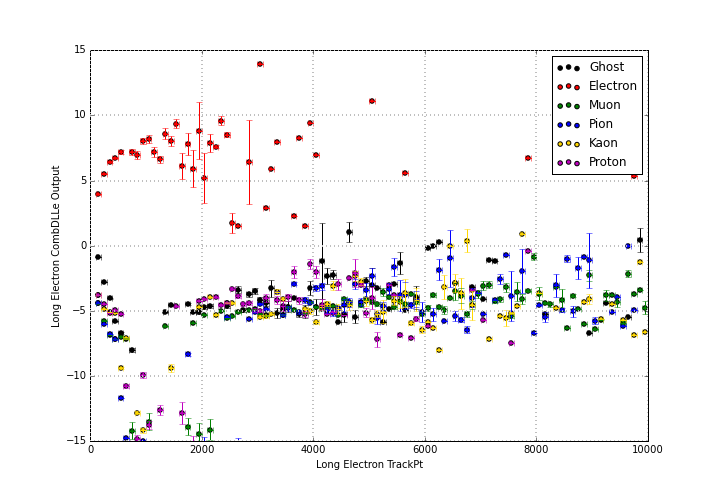 15
10
5
0
−5
−10
−15
0
2000
4000
6000
8000
10000
Long Electron CombDLLe Output
Long Electron TrackPt
Ghost
Electron
Muon
Pion
Kaon
Proton